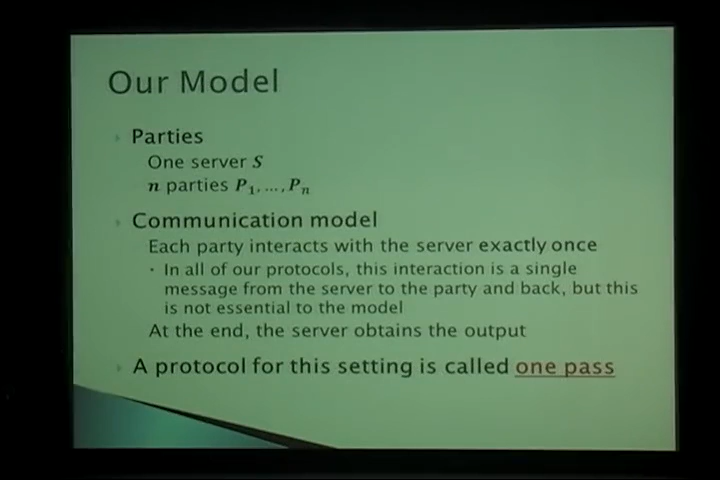 Our Model
Parties
One server S
n parties P₁, ..., Pₙ
Communication model
Each party interacts with the server exactly once
• In all of our protocols, this interaction is a single
message from the server to the party and back, but this
is not essential to the model
At the end, the server obtains the output
A protocol for this setting is called one pass